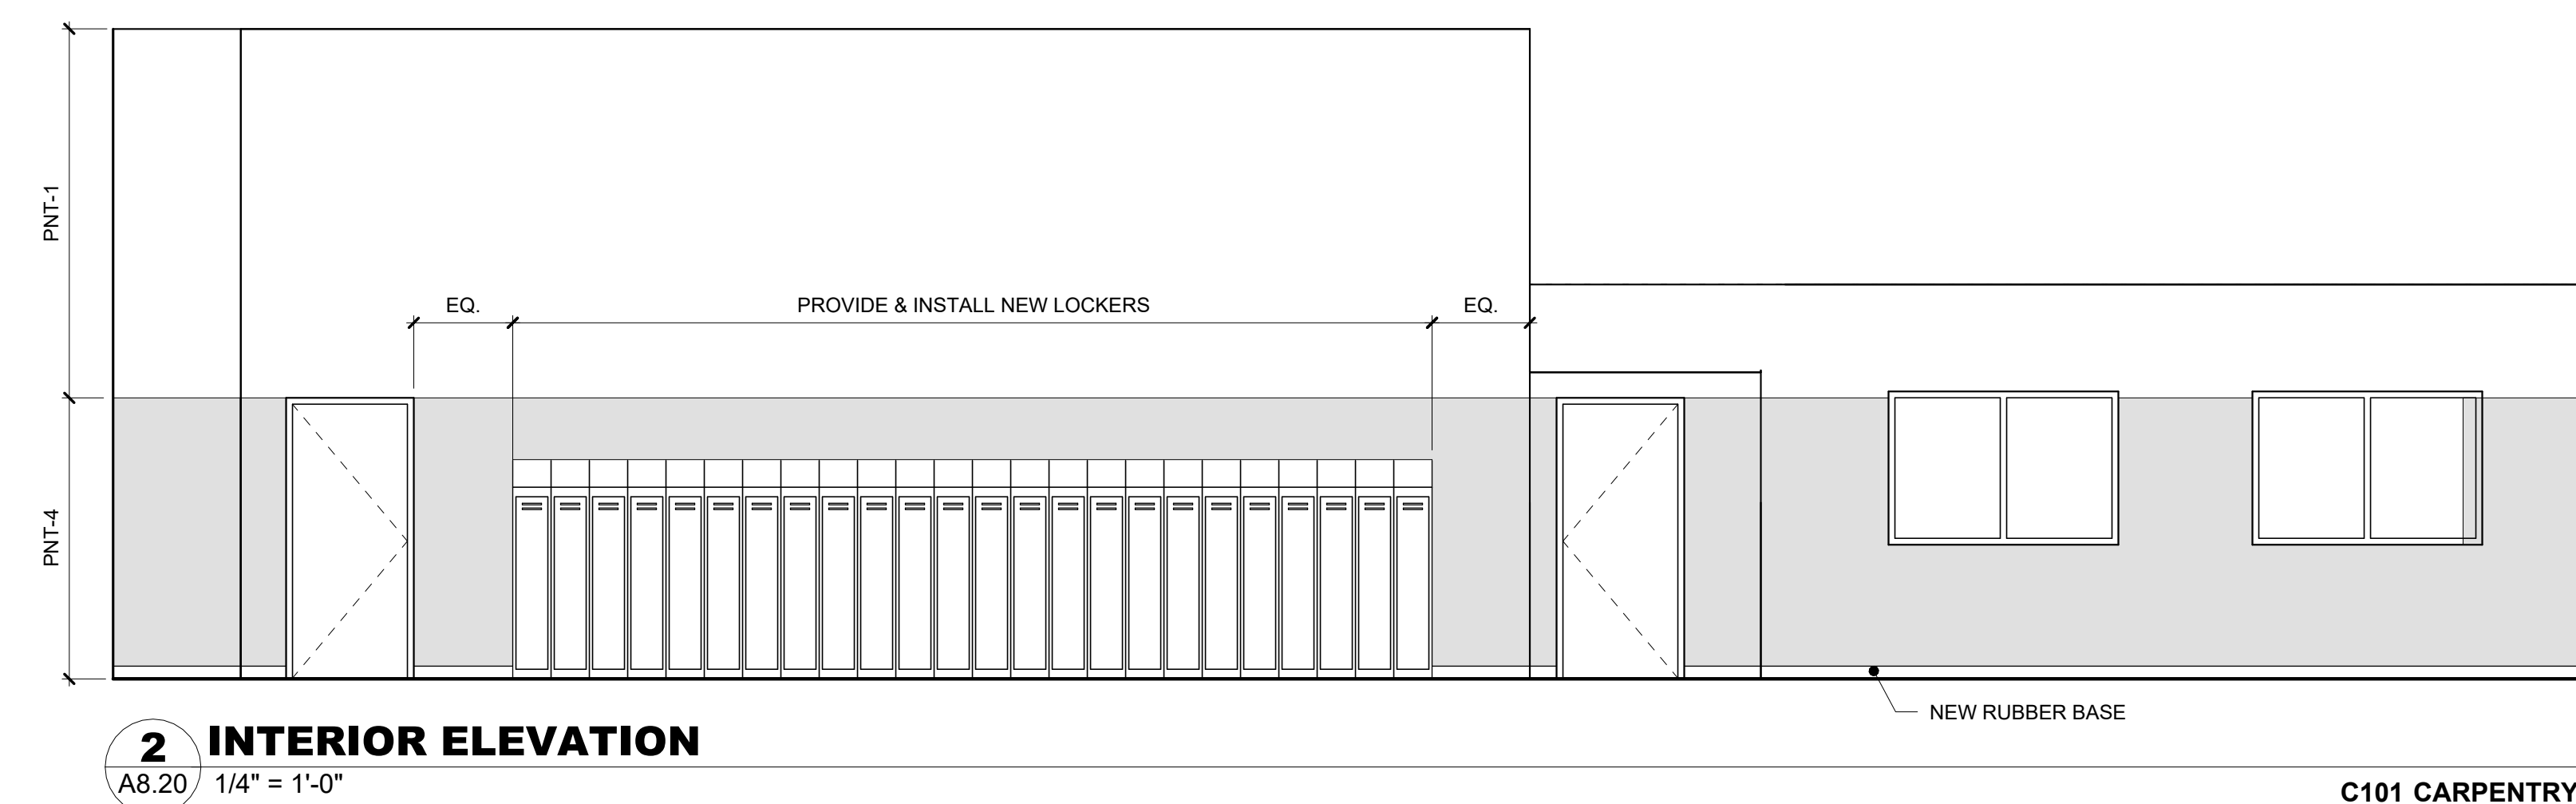 PNT-1
EQ.
PROVIDE & INSTALL NEW LOCKERS
EQ.
PNT-4
NEW RUBBER BASE
2
INTERIOR ELEVATION
A8.20
1/4" = 1'-0"
C101 CARPENTRY